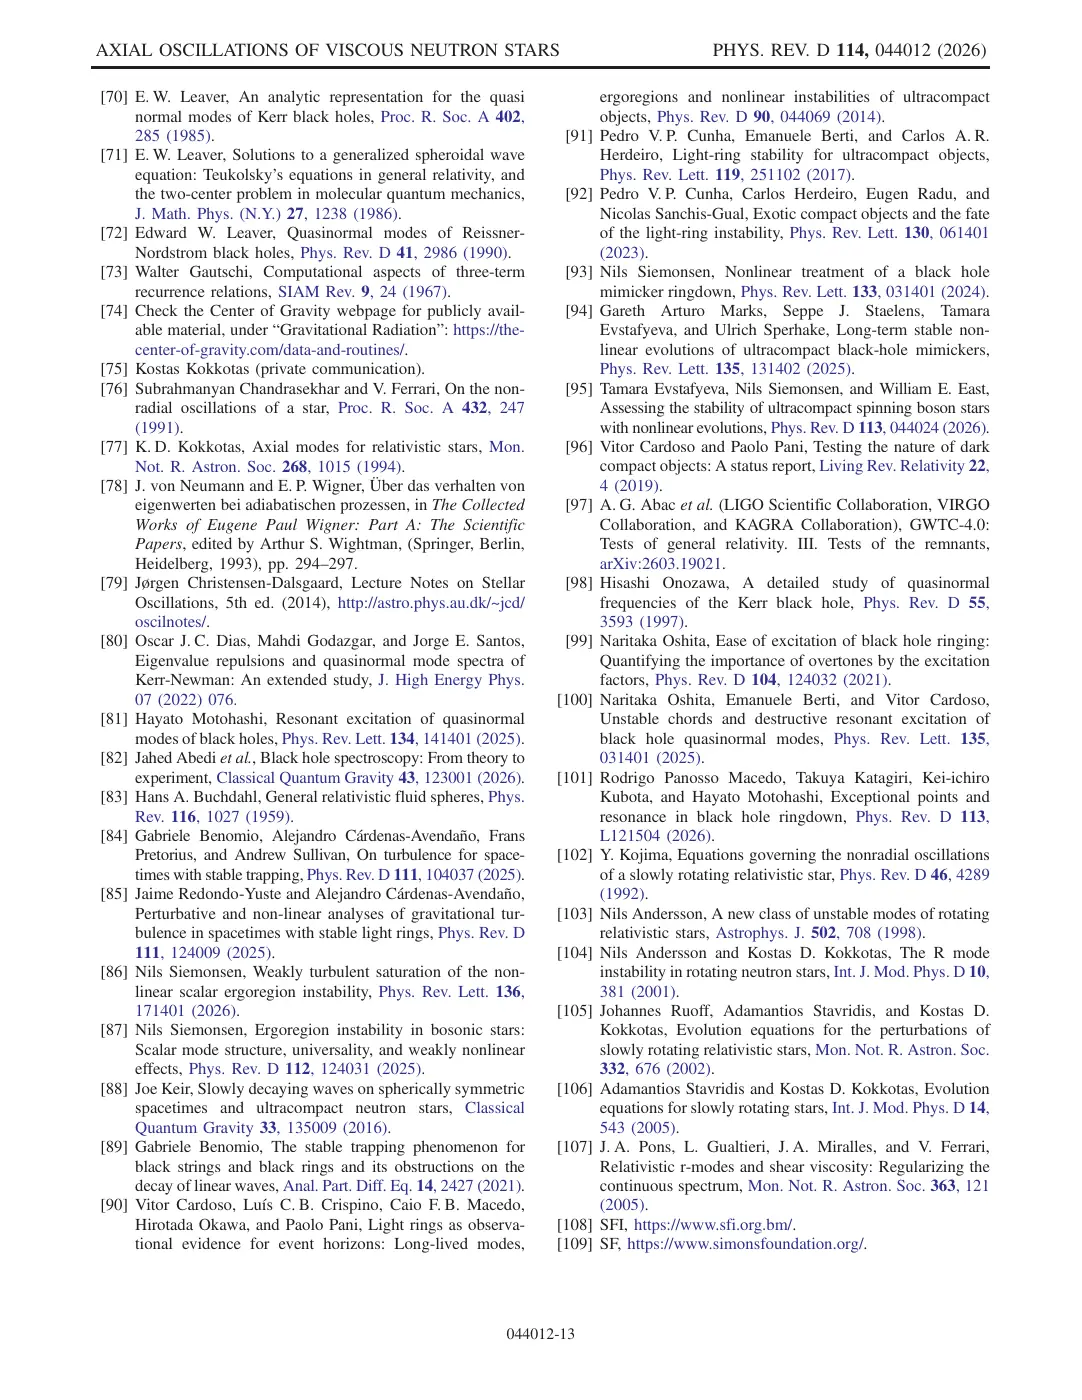 AXIAL OSCILLATIONS OF VISCOUS NEUTRON STARS
PHYS. REV. D 114, 044012 (2026)
[70] E. W. Leaver, An analytic representation for the quasi
normal modes of Kerr black holes, Proc. R. Soc. A 402,
285 (1985).
[71] E. W. Leaver, Solutions to a generalized spheroidal wave
equation: Teukolsky's equations in general relativity, and
the two-center problem in molecular quantum mechanics,
J. Math. Phys. (N.Y.) 27, 1238 (1986).
[72] Edward W. Leaver, Quasinormal modes of Reissner-
Nordstrom black holes, Phys. Rev. D 41, 2986 (1990).
[73] Walter Gautschi, Computational aspects of three-term
recurrence relations, SIAM Rev. 9, 24 (1967).
[74] Check the Center of Gravity webpage for publicly avail-
able material, under “Gravitational Radiation”: https://the-
center-of-gravity.com/data-and-routines/.
[75] Kostas Kokkotas (private communication).
[76] Subrahmanyan Chandrasekhar and V. Ferrari, On the non-
radial oscillations of a star, Proc. R. Soc. A 432, 247
(1991).
[77] K. D. Kokkotas, Axial modes for relativistic stars, Mon.
Not. R. Astron. Soc. 268, 1015 (1994).
[78] J. von Neumann and E. P. Wigner, Über das verhalten von
eigenwerten bei adiabatischen prozessen, in The Collected
Works of Eugene Paul Wigner: Part A: The Scientific
Papers, edited by Arthur S. Wightman, (Springer, Berlin,
Heidelberg, 1993), pp. 294–297.
[79] Jørgen Christensen-Dalsgaard, Lecture Notes on Stellar
Oscillations, 5th ed. (2014), http://astro.phys.au.dk/~jcd/
oscilnotes/.
[80] Oscar J. C. Dias, Mahdi Godazgar, and Jorge E. Santos,
Eigenvalue repulsions and quasinormal mode spectra of
Kerr-Newman: An extended study, J. High Energy Phys.
07 (2022) 076.
[81] Hayato Motohashi, Resonant excitation of quasinormal
modes of black holes, Phys. Rev. Lett. 134, 141401 (2025).
[82] Jahed Abedi et al., Black hole spectroscopy: From theory to
experiment, Classical Quantum Gravity 43, 123001 (2026).
[83] Hans A. Buchdahl, General relativistic fluid spheres, Phys.
Rev. 116, 1027 (1959).
[84] Gabriele Benomio, Alejandro Cárdenas-Avendaño, Frans
Pretorius, and Andrew Sullivan, On turbulence for space-
times with stable trapping, Phys. Rev. D 111, 104037 (2025).
[85] Jaime Redondo-Yuste and Alejandro Cárdenas-Avendaño,
Perturbative and non-linear analyses of gravitational tur-
bulence in spacetimes with stable light rings, Phys. Rev. D
111, 124009 (2025).
[86] Nils Siemonsen, Weakly turbulent saturation of the non-
linear scalar ergoregion instability, Phys. Rev. Lett. 136,
171401 (2026).
[87] Nils Siemonsen, Ergoregion instability in bosonic stars:
Scalar mode structure, universality, and weakly nonlinear
effects, Phys. Rev. D 112, 124031 (2025).
[88] Joe Keir, Slowly decaying waves on spherically symmetric
spacetimes and ultracompact neutron stars, Classical
Quantum Gravity 33, 135009 (2016).
[89] Gabriele Benomio, The stable trapping phenomenon for
black strings and black rings and its obstructions on the
decay of linear waves, Anal. Part. Diff. Eq. 14, 2427 (2021).
[90] Vitor Cardoso, Luís C. B. Crispino, Caio F. B. Macedo,
Hirotada Okawa, and Paolo Pani, Light rings as observa-
tional evidence for event horizons: Long-lived modes,
ergoregions and nonlinear instabilities of ultracompact
objects, Phys. Rev. D 90, 044069 (2014).
[91] Pedro V. P. Cunha, Emanuele Berti, and Carlos A. R.
Herdeiro, Light-ring stability for ultracompact objects,
Phys. Rev. Lett. 119, 251102 (2017).
[92] Pedro V. P. Cunha, Carlos Herdeiro, Eugen Radu, and
Nicolas Sanchis-Gual, Exotic compact objects and the fate
of the light-ring instability, Phys. Rev. Lett. 130, 061401
(2023).
[93] Nils Siemonsen, Nonlinear treatment of a black hole
mimicker ringdown, Phys. Rev. Lett. 133, 031401 (2024).
[94] Gareth Arturo Marks, Seppe J. Staelens, Tamara
Evstafyeva, and Ulrich Sperhake, Long-term stable non-
linear evolutions of ultracompact black-hole mimickers,
Phys. Rev. Lett. 135, 131402 (2025).
[95] Tamara Evstafyeva, Nils Siemonsen, and William E. East,
Assessing the stability of ultracompact spinning boson stars
with nonlinear evolutions, Phys. Rev. D 113, 044024 (2026).
[96] Vitor Cardoso and Paolo Pani, Testing the nature of dark
compact objects: A status report, Living Rev. Relativity 22,
4 (2019).
[97] A. G. Abac et al. (LIGO Scientific Collaboration, VIRGO
Collaboration, and KAGRA Collaboration), GWTC-4.0:
Tests of general relativity. III. Tests of the remnants,
arXiv:2603.19021.
[98] Hisashi Onozawa, A detailed study of quasinormal
frequencies of the Kerr black hole, Phys. Rev. D 55,
3593 (1997).
[99] Naritaka Oshita, Ease of excitation of black hole ringing:
Quantifying the importance of overtones by the excitation
factors, Phys. Rev. D 104, 124032 (2021).
[100] Naritaka Oshita, Emanuele Berti, and Vitor Cardoso,
Unstable chords and destructive resonant excitation of
black hole quasinormal modes, Phys. Rev. Lett. 135,
031401 (2025).
[101] Rodrigo Panosso Macedo, Takuya Katagiri, Kei-ichiro
Kubota, and Hayato Motohashi, Exceptional points and
resonance in black hole ringdown, Phys. Rev. D 113,
L121504 (2026).
[102] Y. Kojima, Equations governing the nonradial oscillations
of a slowly rotating relativistic star, Phys. Rev. D 46, 4289
(1992).
[103] Nils Andersson, A new class of unstable modes of rotating
relativistic stars, Astrophys. J. 502, 708 (1998).
[104] Nils Andersson and Kostas D. Kokkotas, The R mode
instability in rotating neutron stars, Int. J. Mod. Phys. D 10,
381 (2001).
[105] Johannes Ruoff, Adamantios Stavridis, and Kostas D.
Kokkotas, Evolution equations for the perturbations of
slowly rotating relativistic stars, Mon. Not. R. Astron. Soc.
332, 676 (2002).
[106] Adamantios Stavridis and Kostas D. Kokkotas, Evolution
equations for slowly rotating stars, Int. J. Mod. Phys. D 14,
543 (2005).
[107] J. A. Pons, L. Gualtieri, J. A. Miralles, and V. Ferrari,
Relativistic r-modes and shear viscosity: Regularizing the
continuous spectrum, Mon. Not. R. Astron. Soc. 363, 121
(2005).
[108] SFI, https://www.sfi.org.bm/.
[109] SF, https://www.simonsfoundation.org/.
044012-13